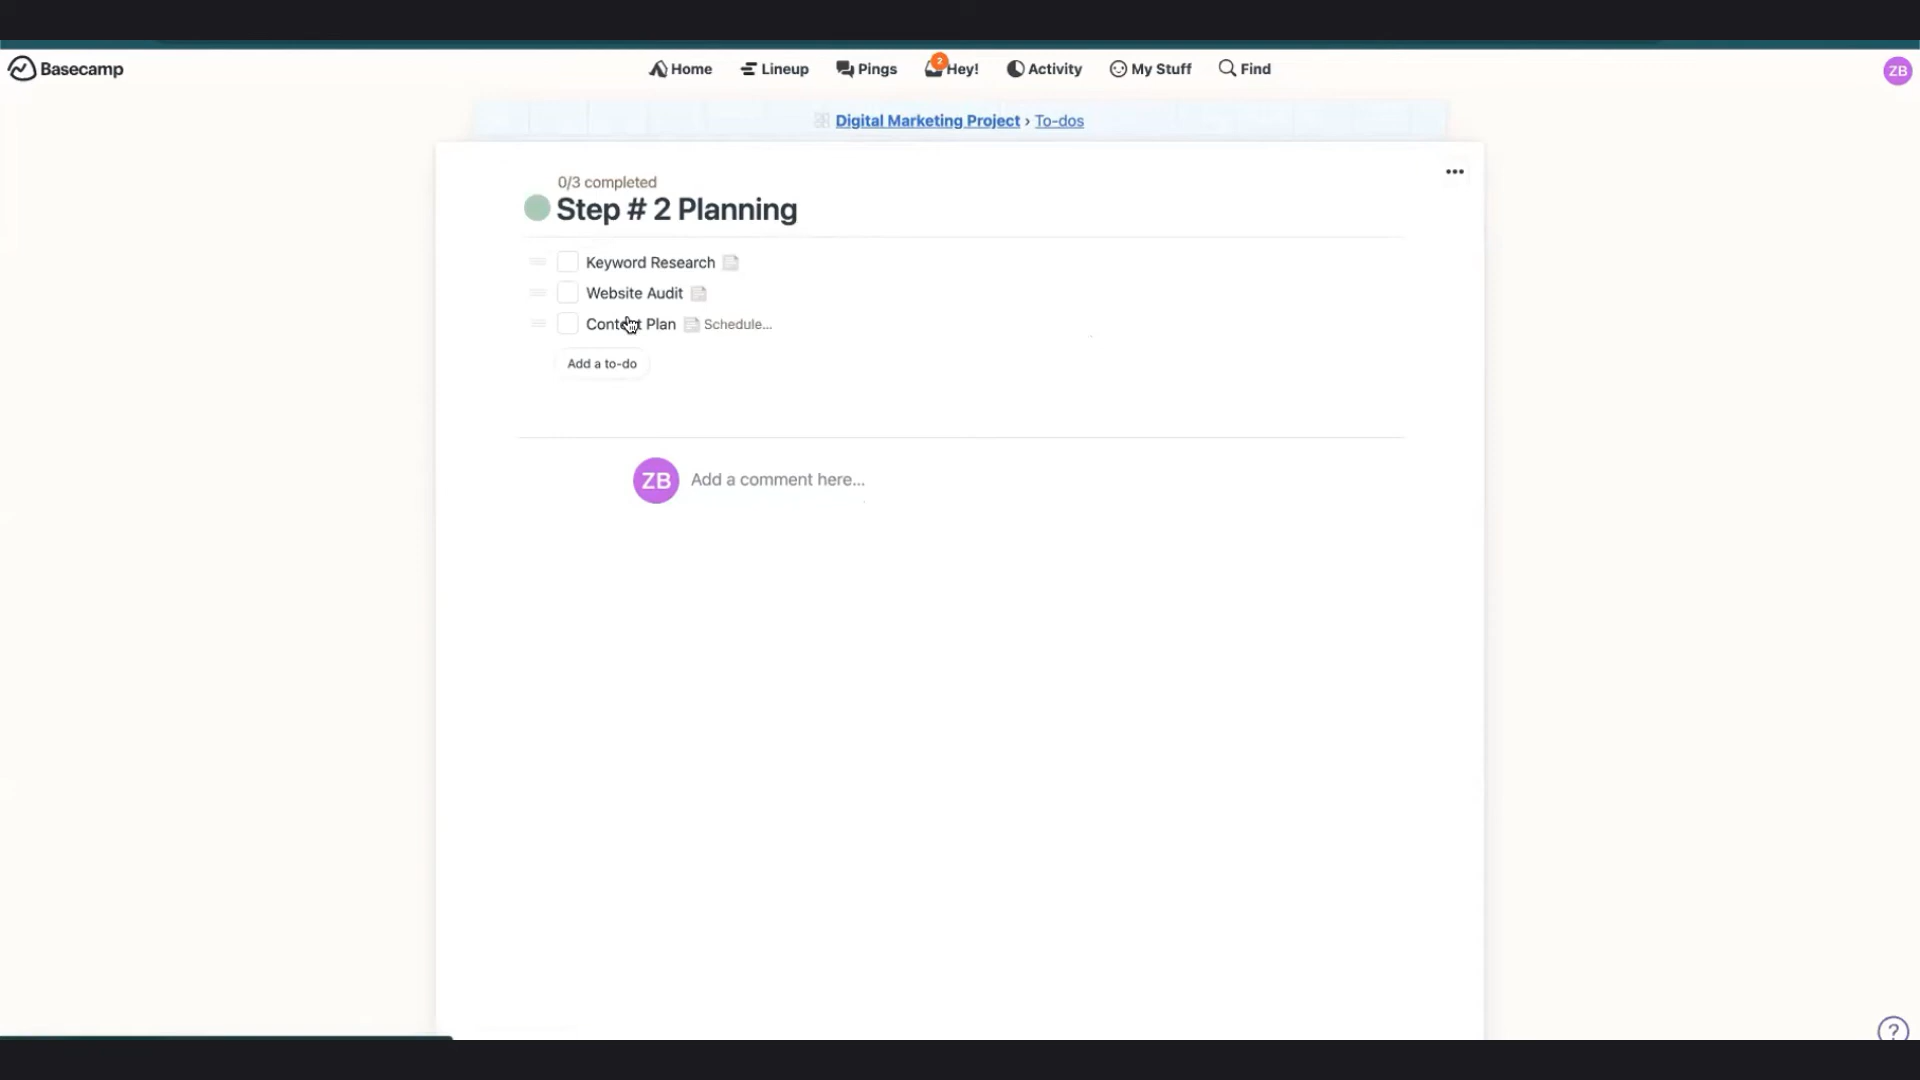 Basecamp
Home Lineup Pings 2 Hey! Activity My Stuff Find ZB
Digital Marketing Project › To-dos
0/3 completed
Step # 2 Planning
Keyword Research
Website Audit
Content Plan Schedule...
Add a to-do
ZB Add a comment here...
?